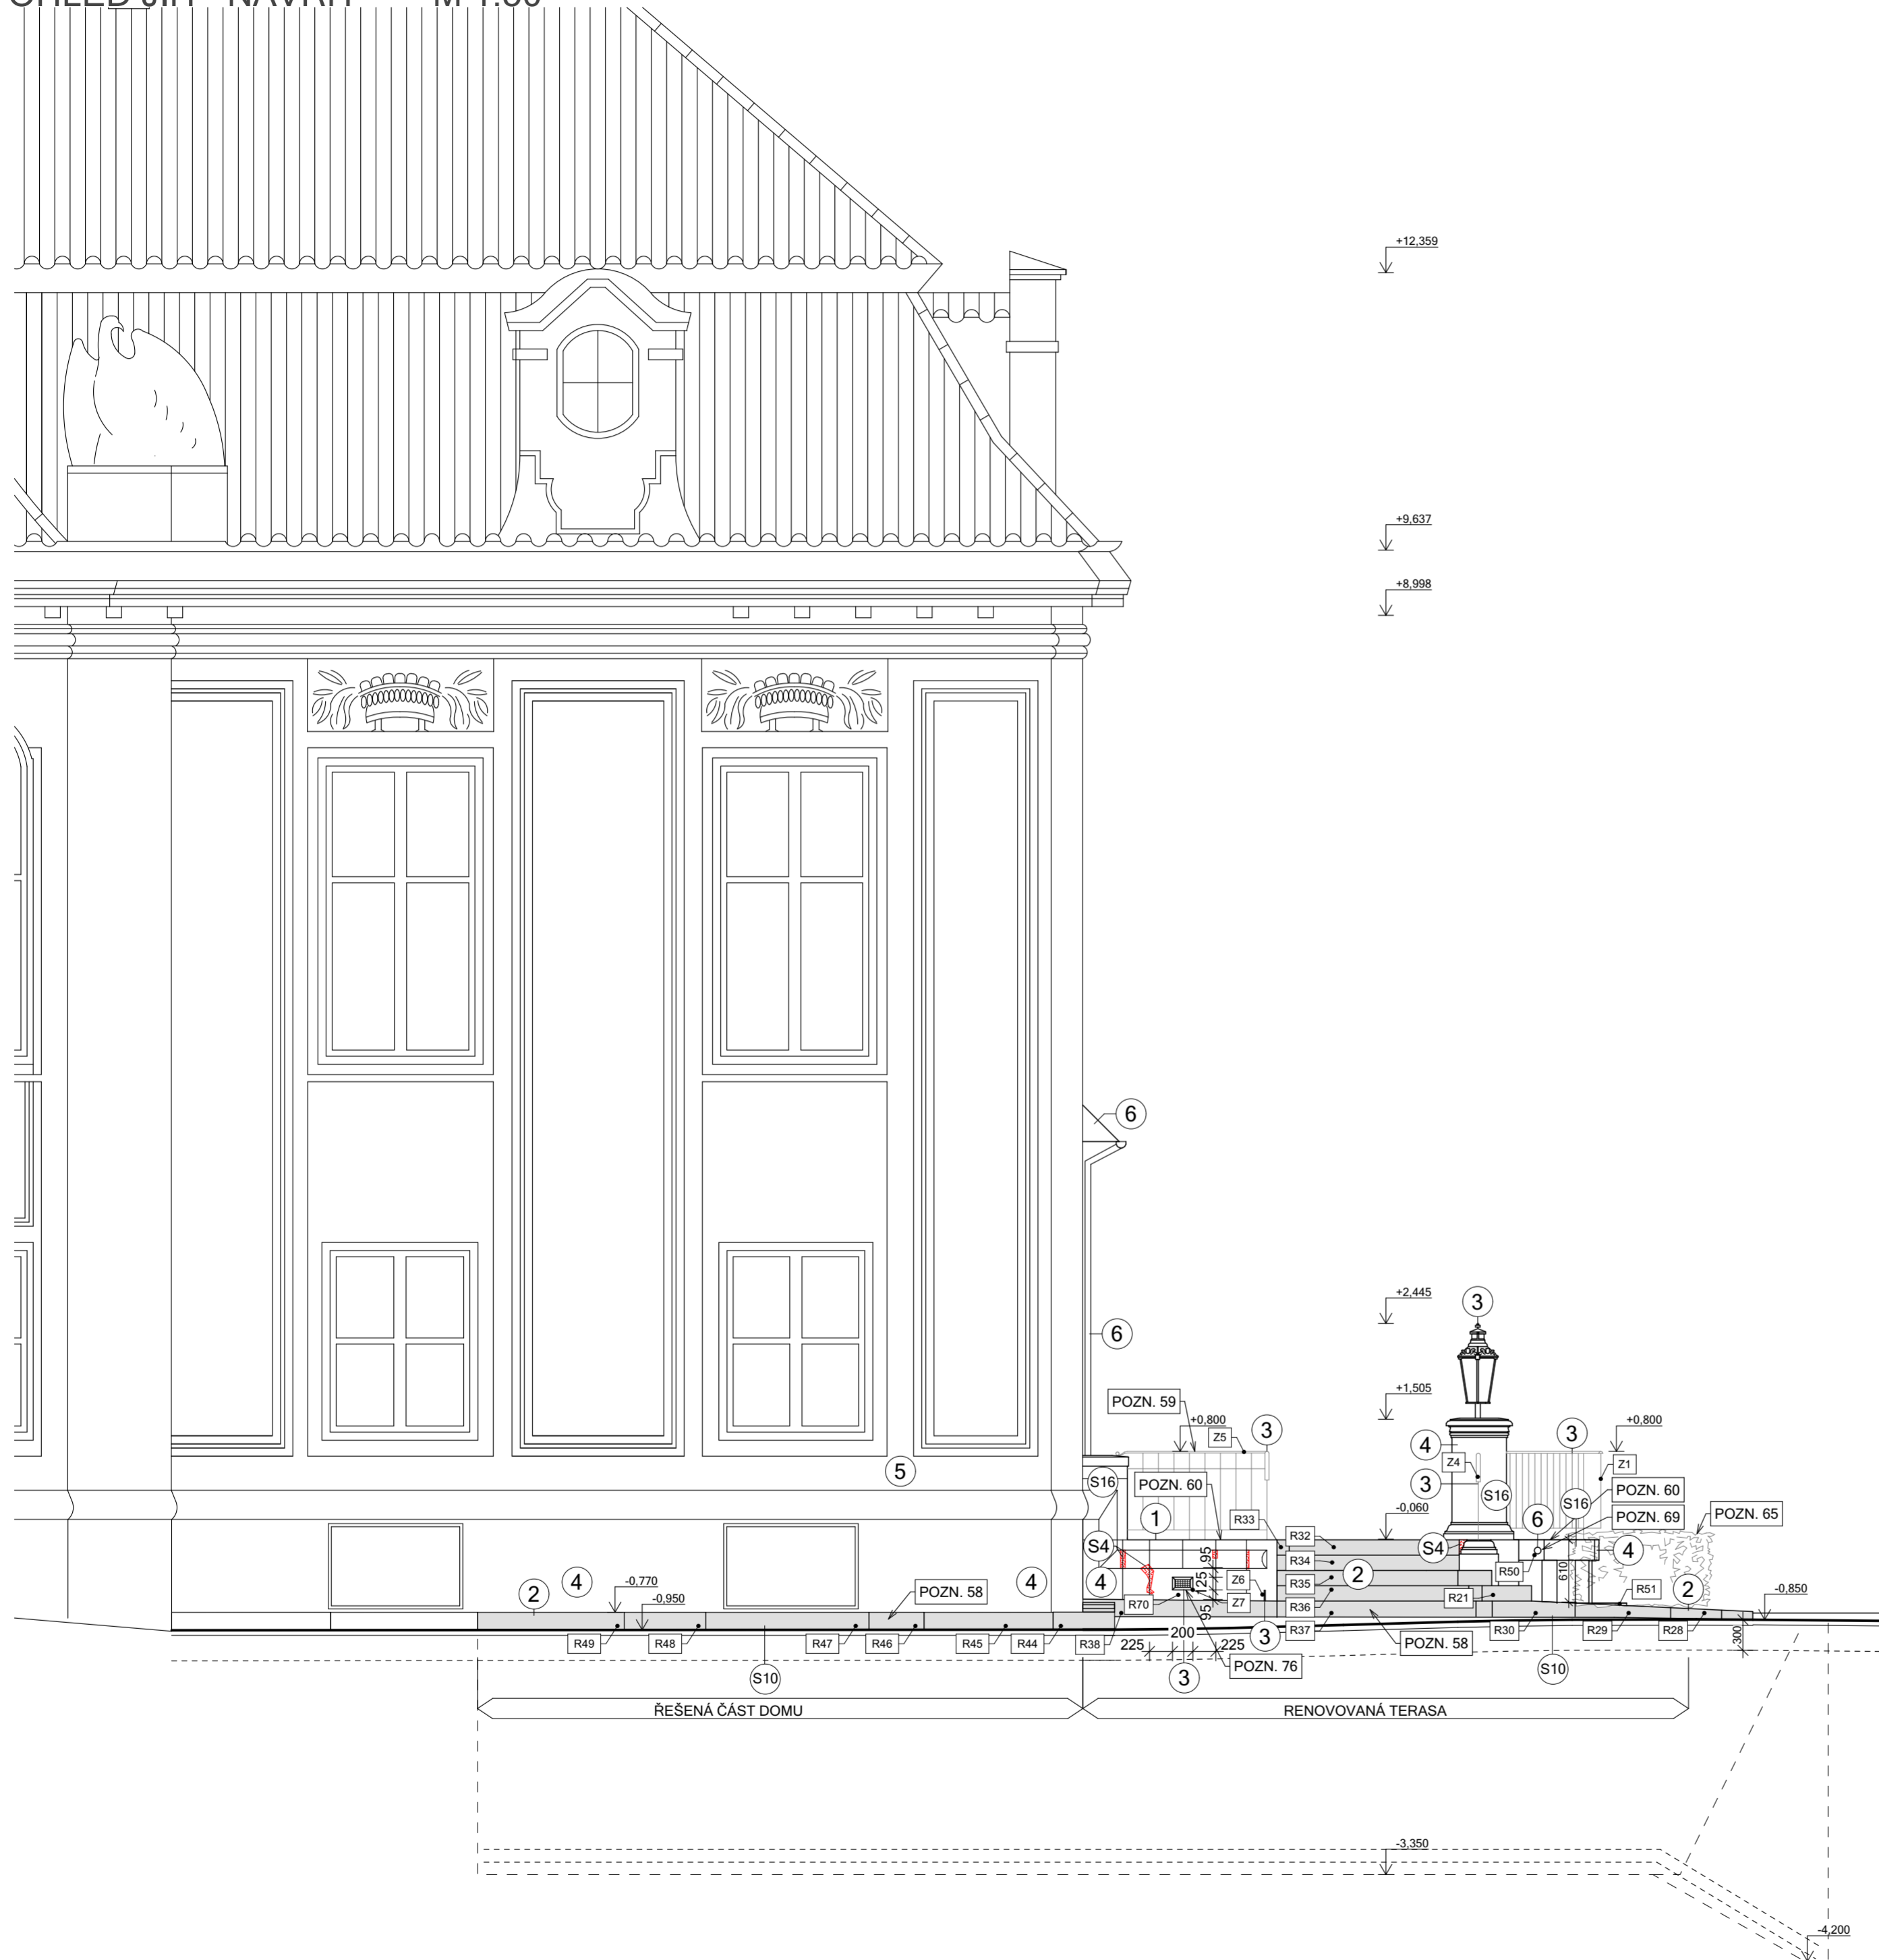 +12,359
+9,637
+8,998
6
+2,445
3
6
+1,505
POZN. 59
+0,800
Z5
3
3
+0,800
4
Z4
Z1
5
S16
POZN. 60
3
S16
S16
POZN. 60
-0,060
POZN. 69
POZN. 65
1
R33
R32
6
S4
95
S4
4
R34
R50
2
4
4
4
125
Z6
R35
2
610
R51
2
-0,770
POZN. 58
-0,850
-0,950
R70
Z7
R36
R21
95
R49
R48
R47
R46
R45
R44
R38
200
3
R37
POZN. 58
R30
R29
R28
300
225
225
S10
3
POZN. 76
S10
ŘEŠENÁ ČÁST DOMU
RENOVOVANÁ TERASA
-3,350
-4,200